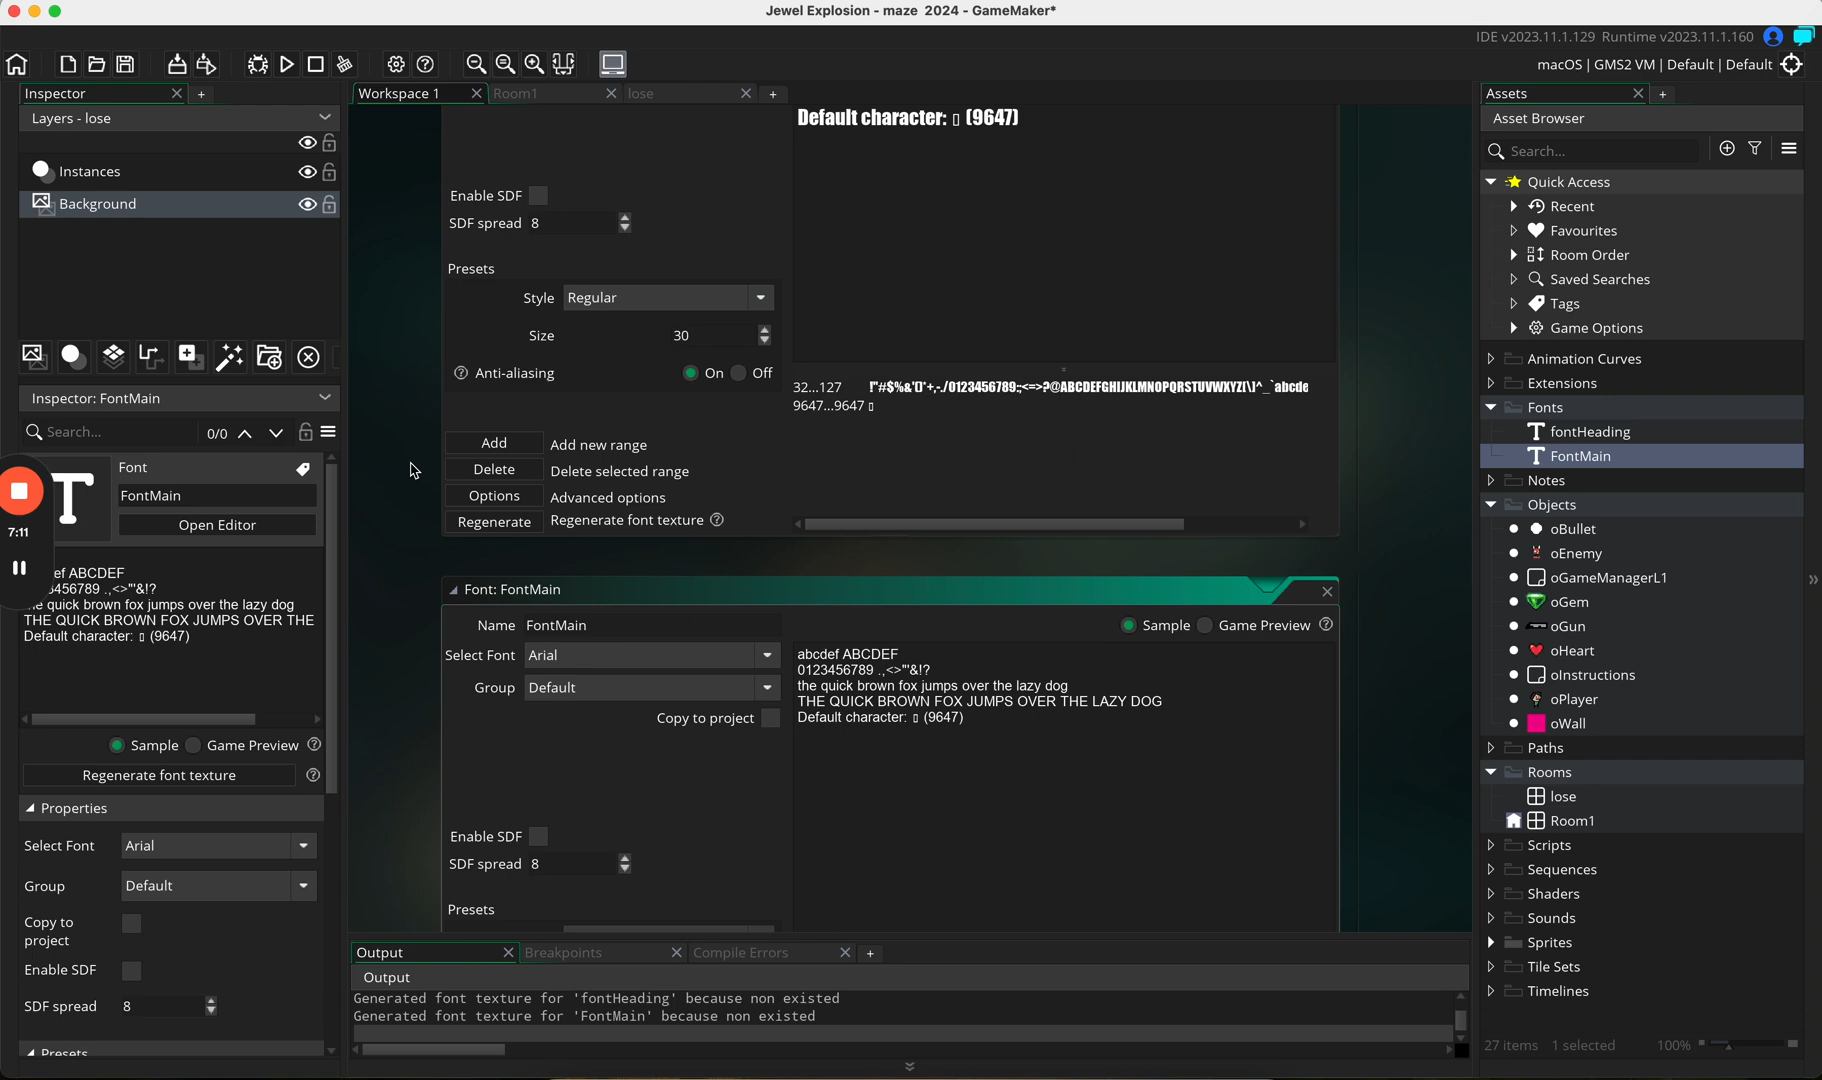 Jewel Explosion - maze 2024 - GameMaker*
IDE v2023.11.1.129 Runtime v2023.11.1.160
macOS | GMS2 VM | Default | Default
Inspector
Layers - lose
Instances
Background
Inspector: FontMain
Search...
0/0
Font
FontMain
Open Editor
7:11
ef ABCDEF
3456789 .,<>"'&!?
he quick brown fox jumps over the lazy dog
THE QUICK BROWN FOX JUMPS OVER THE
Default character: ▯ (9647)
Sample
Game Preview
Regenerate font texture
Properties
Select Font
Arial
Group
Default
Copy to
project
Enable SDF
SDF spread
8
Presets
Workspace 1
Room1
lose
Default character: ▯ (9647)
Enable SDF
SDF spread 8
Presets
Style Regular
Size 30
Anti-aliasing On Off
32...127 !"#$%&'()*+,-./0123456789:;<=>?@ABCDEFGHIJKLMNOPQRSTUVWXYZ[\]^_`abcde
9647...9647 ▯
Add Add new range
Delete Delete selected range
Options Advanced options
Regenerate Regenerate font texture
Font: FontMain
Name FontMain
Sample Game Preview
Select Font Arial
Group Default
Copy to project
abcdef ABCDEF
0123456789 .,<>"'&!?
the quick brown fox jumps over the lazy dog
THE QUICK BROWN FOX JUMPS OVER THE LAZY DOG
Default character: ▯ (9647)
Enable SDF
SDF spread 8
Presets
Output
Breakpoints
Compile Errors
Output
Generated font texture for 'fontHeading' because non existed
Generated font texture for 'FontMain' because non existed
Assets
Asset Browser
Search...
Quick Access
Recent
Favourites
Room Order
Saved Searches
Tags
Game Options
Animation Curves
Extensions
Fonts
fontHeading
FontMain
Notes
Objects
oBullet
oEnemy
oGameManagerL1
oGem
oGun
oHeart
oInstructions
oPlayer
oWall
Paths
Rooms
lose
Room1
Scripts
Sequences
Shaders
Sounds
Sprites
Tile Sets
Timelines
27 items 1 selected 100%